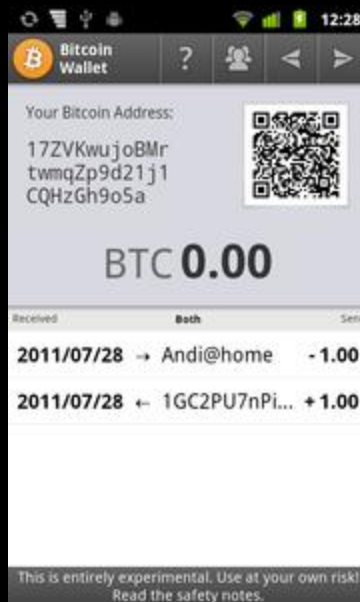 12:28
Bitcoin
Wallet
?
Your Bitcoin Address:
17ZVKwujoBMr
twmqZp9d21j1
CQHzGh9o5a
BTC 0.00
Received Both Sent
2011/07/28 → Andi@home - 1.00
2011/07/28 ← 1GC2PU7nPi... + 1.00
This is entirely experimental. Use at your own risk!
Read the safety notes.